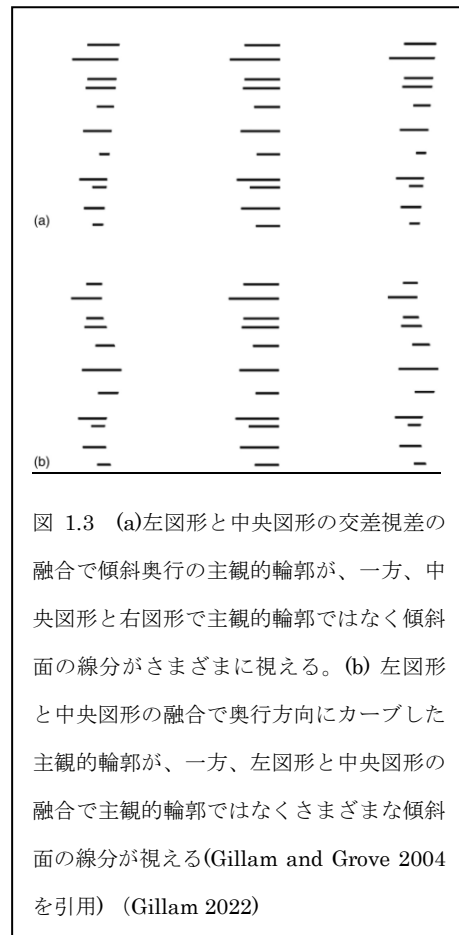 (a)
(b)
図 1.3 (a)左図形と中央図形の交差視差の
融合で傾斜奥行の主観的輪郭が、一方、中
央図形と右図形で主観的輪郭ではなく傾斜
面の線分がさまざまに視える。(b) 左図形
と中央図形の融合で奥行方向にカーブした
主観的輪郭が、一方、左図形と中央図形の
融合で主観的輪郭ではなくさまざまな傾斜
面の線分が視える(Gillam and Grove 2004
を引用) （Gillam 2022)